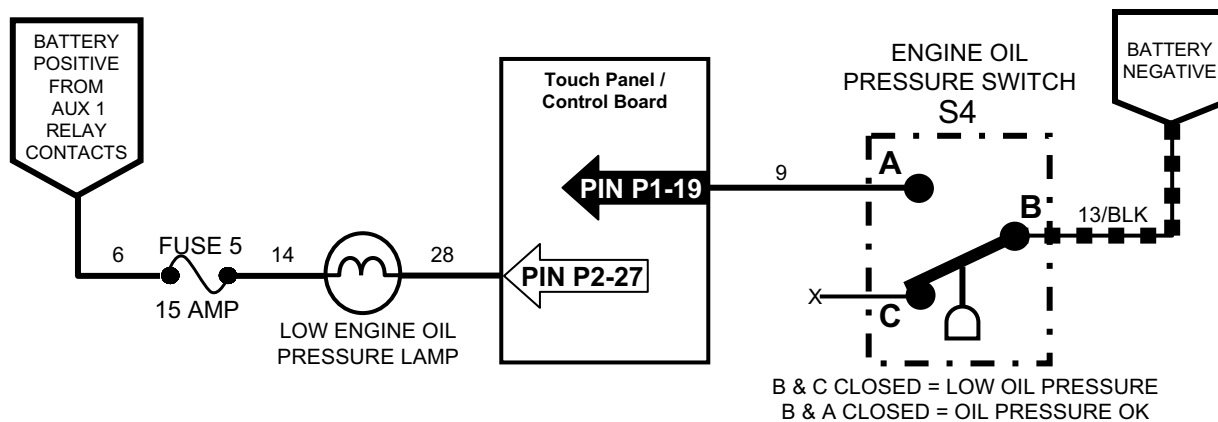 BATTERY
POSITIVE
FROM
AUX 1
RELAY
CONTACTS
6
FUSE 5
15 AMP
14
LOW ENGINE OIL
PRESSURE LAMP
28
Touch Panel /
Control Board
PIN P1-19
PIN P2-27
9
ENGINE OIL
PRESSURE SWITCH
S4
A
B
C
X
13/BLK
BATTERY
NEGATIVE
B & C CLOSED = LOW OIL PRESSURE
B & A CLOSED = OIL PRESSURE OK